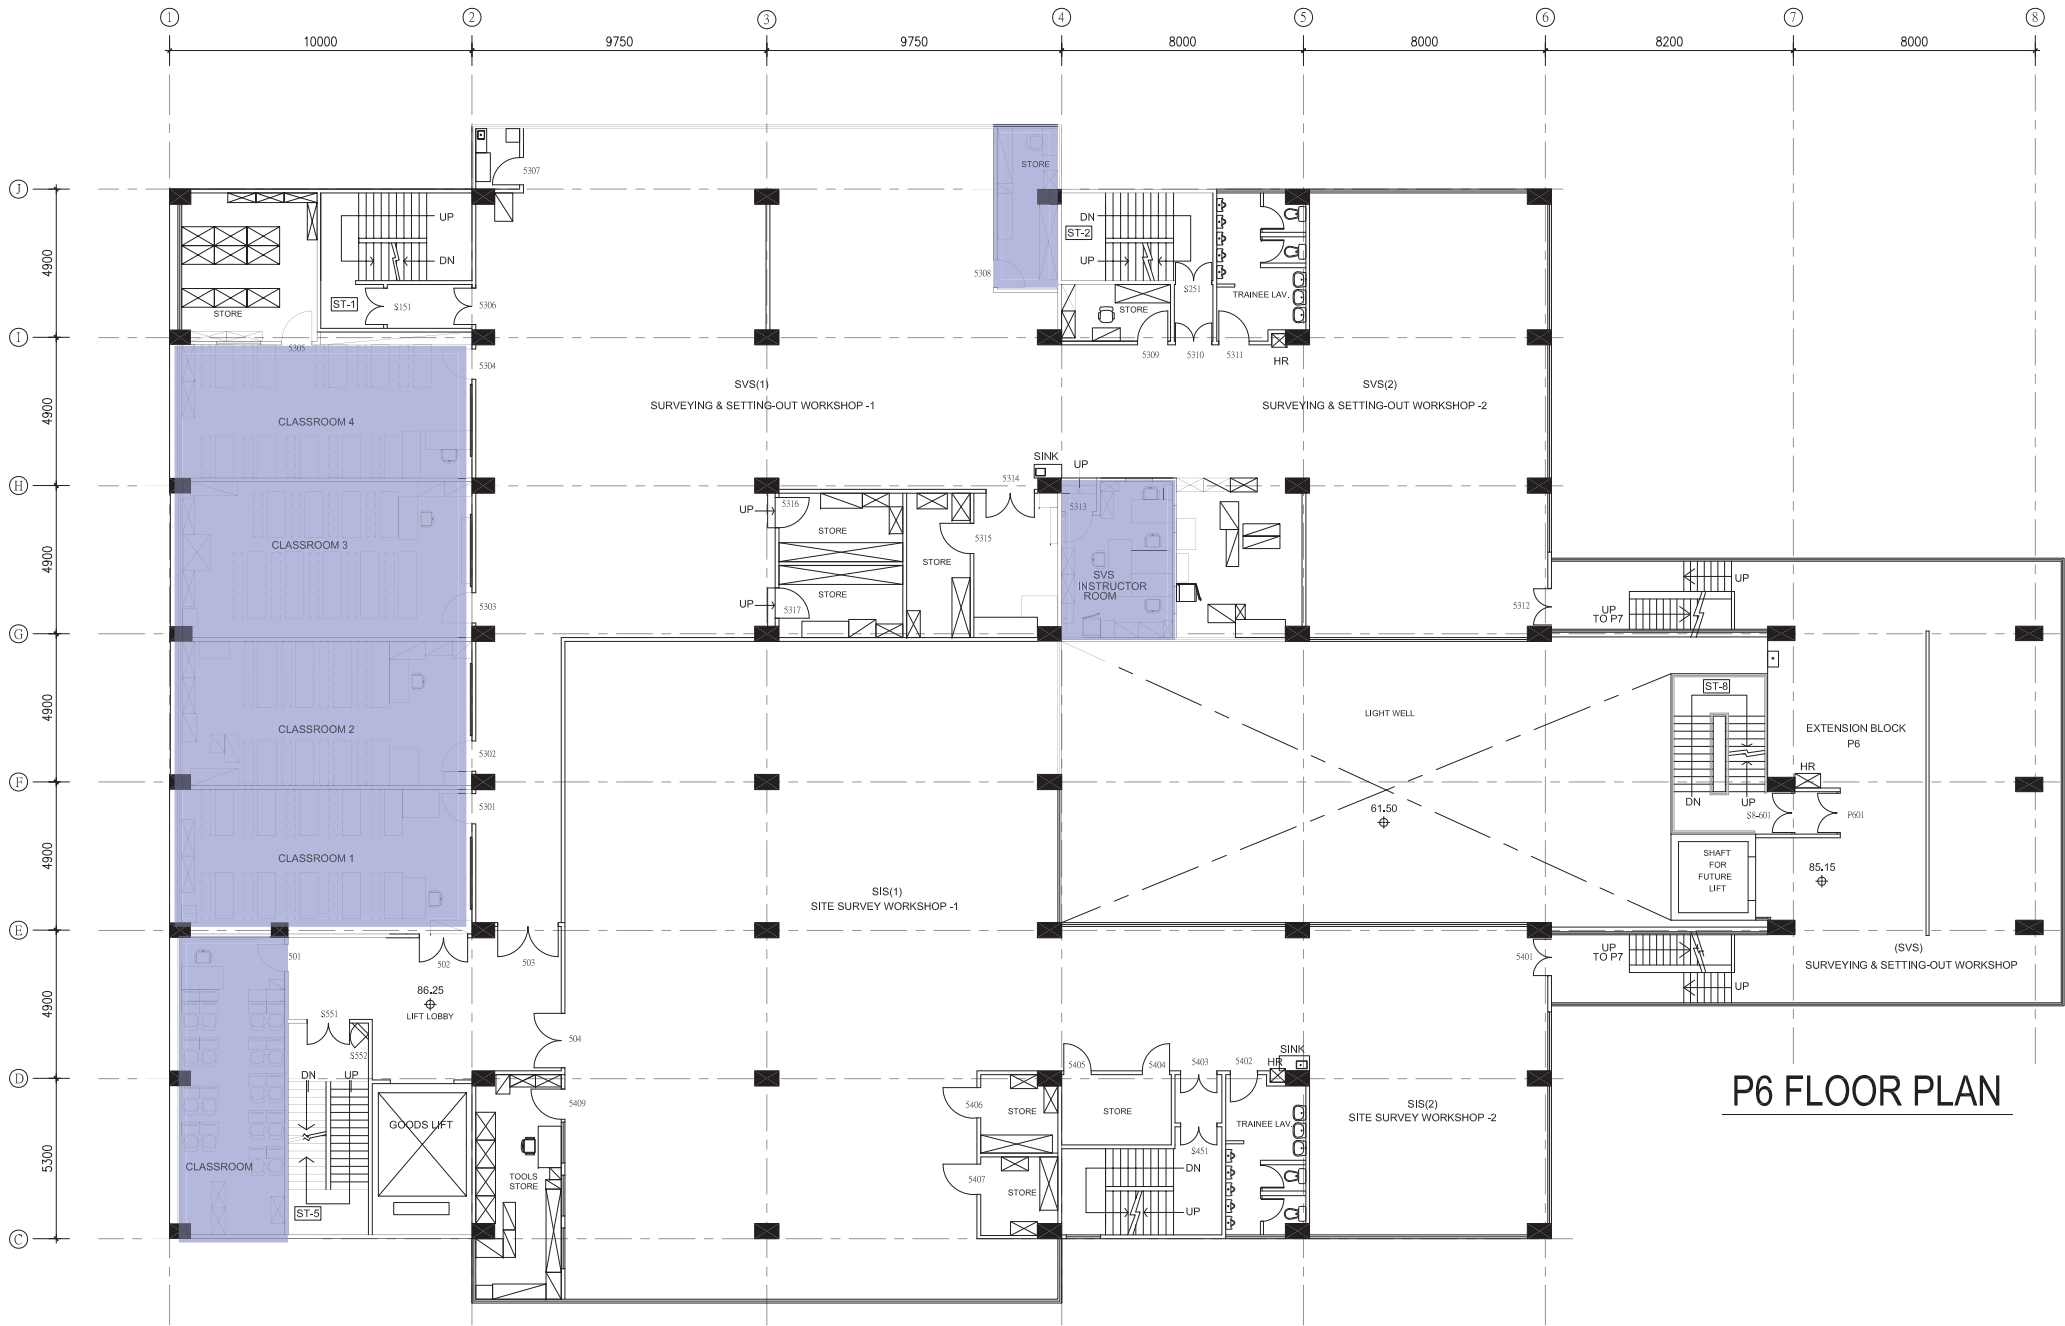 1 2 3 4 5 6 7 8
10000 9750 9750 8000 8000 8200 8000
J
I
H
G
F
E
D
C
4900
4900
4900
4900
4900
4900
5300
5307
STORE
5308
UP
DN
ST-1
S151
5306
STORE
5305
5304
DN
ST-2
UP
S251
STORE
5309
5310
5311
TRAINEE LAV.
HR
SVS(1)
SURVEYING & SETTING-OUT WORKSHOP -1
SVS(2)
SURVEYING & SETTING-OUT WORKSHOP -2
CLASSROOM 4
SINK
UP
5314
5313
UP
5316
STORE
5315
STORE
STORE
UP
5317
SVS
INSTRUCTOR
ROOM
CLASSROOM 3
5303
5312
UP
UP
TO P7
CLASSROOM 2
5302
LIGHT WELL
ST-8
EXTENSION BLOCK
P6
HR
DN
UP
S8-601
P601
61.50
5301
CLASSROOM 1
SHAFT
FOR
FUTURE
LIFT
85.15
SIS(1)
SITE SURVEY WORKSHOP -1
501
502
503
86.25
LIFT LOBBY
S551
S552
504
5401
UP
TO P7
UP
(SVS)
SURVEYING & SETTING-OUT WORKSHOP
DN
UP
GOODS LIFT
CLASSROOM
ST-5
5409
TOOLS
STORE
5406
STORE
5407
STORE
5405
5404
5403
5402
HR
SINK
STORE
TRAINEE LAV.
S451
DN
UP
SIS(2)
SITE SURVEY WORKSHOP -2
P6 FLOOR PLAN